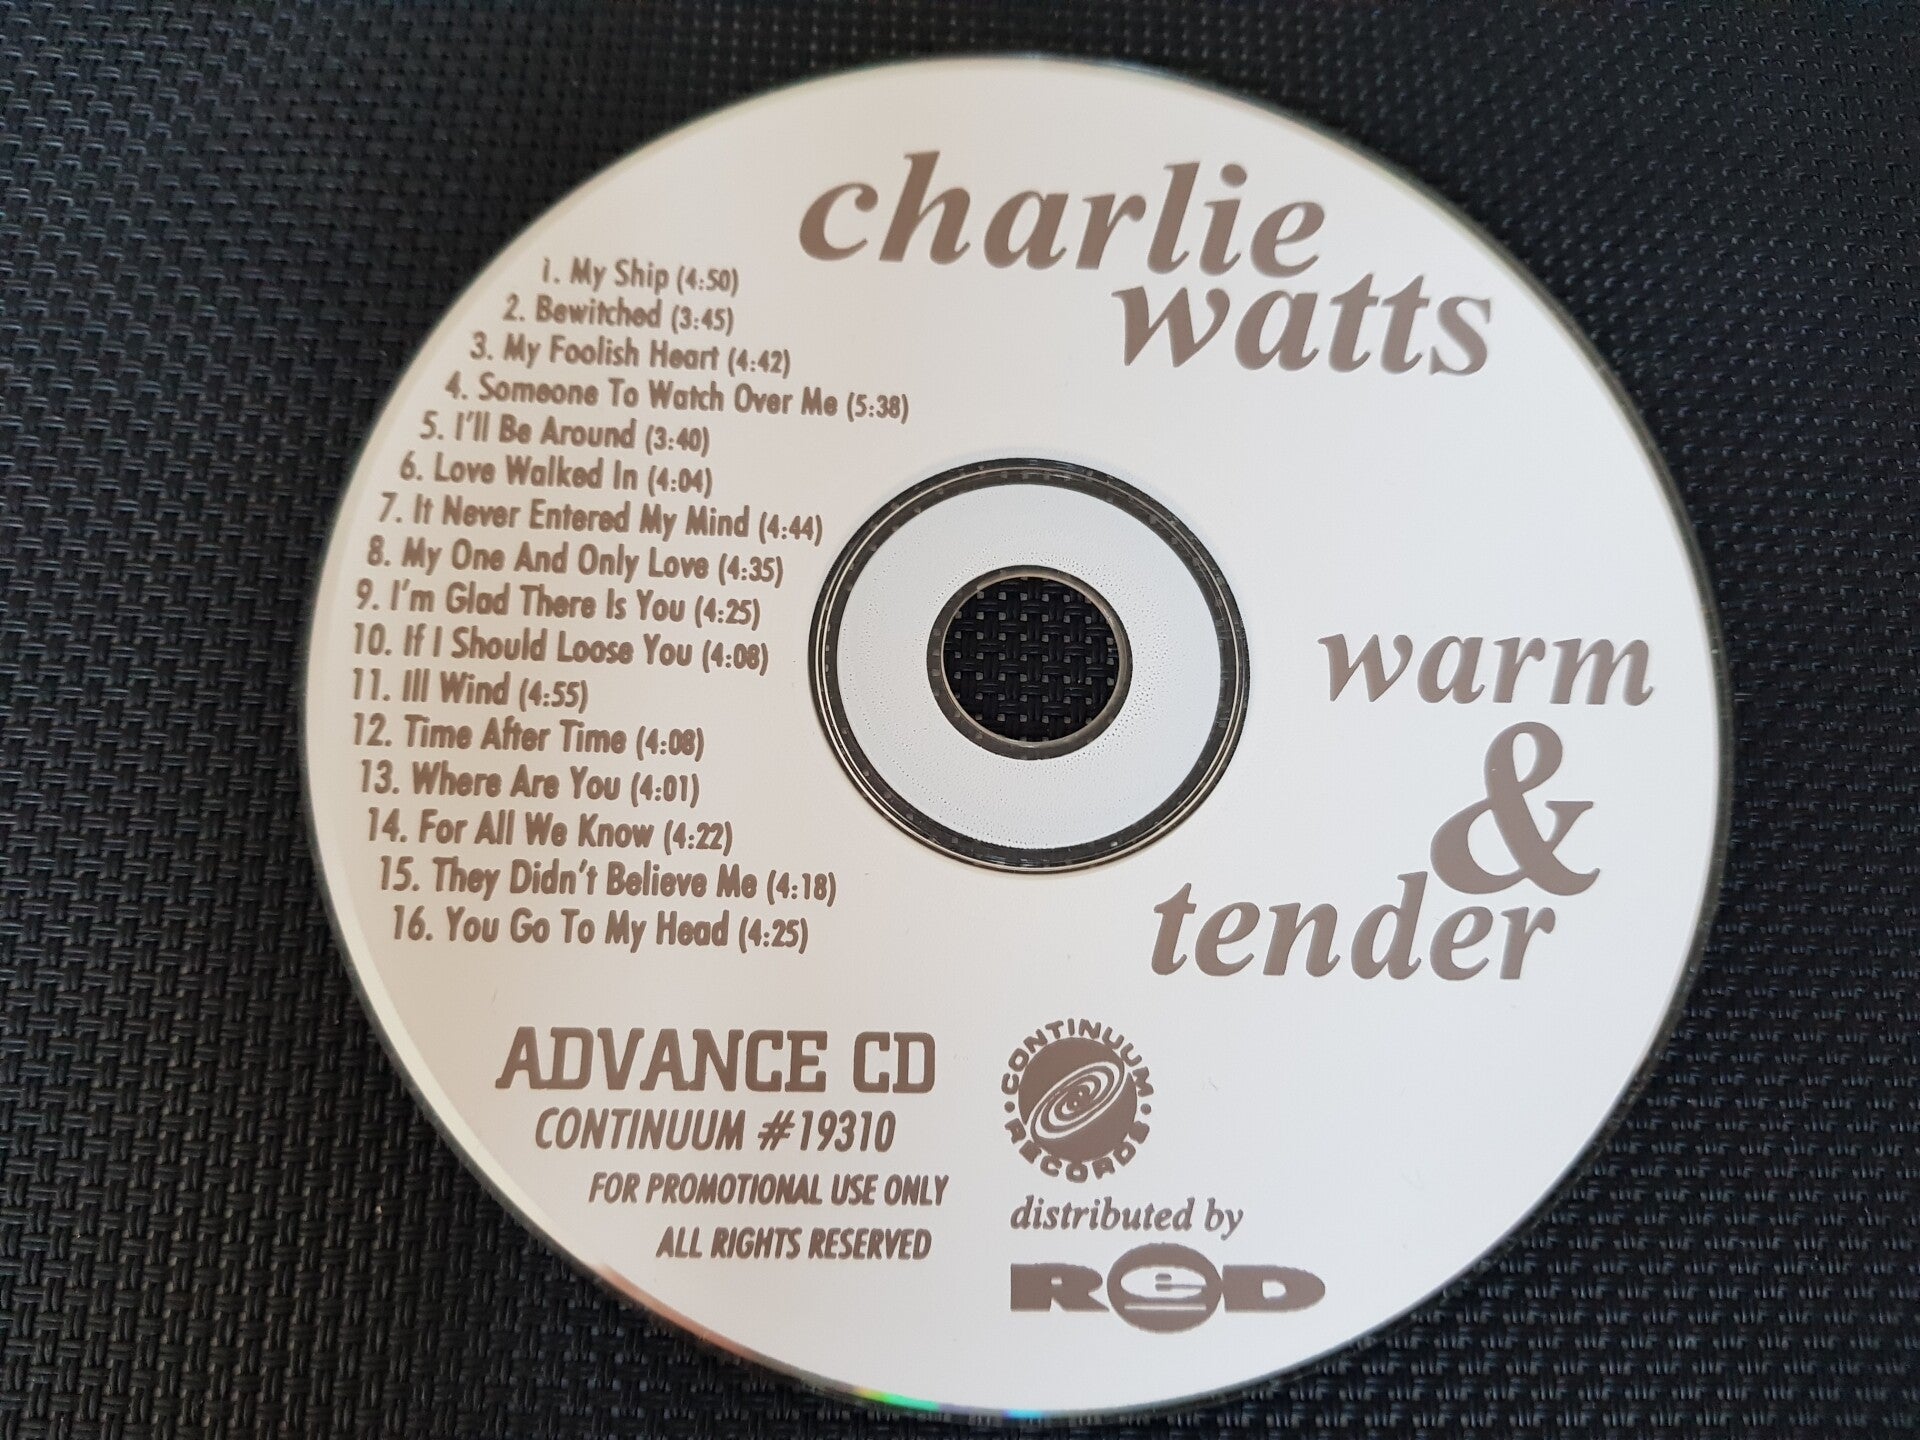 charlie
watts
1. My Ship (4:50)
2. Bewitched (3:45)
3. My Foolish Heart (4:42)
4. Someone To Watch Over Me (5:38)
5. I'll Be Around (3:40)
6. Love Walked In (4:04)
7. It Never Entered My Mind (4:44)
8. My One And Only Love (4:35)
9. I'm Glad There Is You (4:25)
10. If I Should Loose You (4:08)
11. Ill Wind (4:55)
12. Time After Time (4:08)
13. Where Are You (4:01)
14. For All We Know (4:22)
15. They Didn't Believe Me (4:18)
16. You Go To My Head (4:25)
warm
&
tender
ADVANCE CD
CONTINUUM #19310
FOR PROMOTIONAL USE ONLY
ALL RIGHTS RESERVED
CONTINUUM
RECORDS
distributed by
ReD